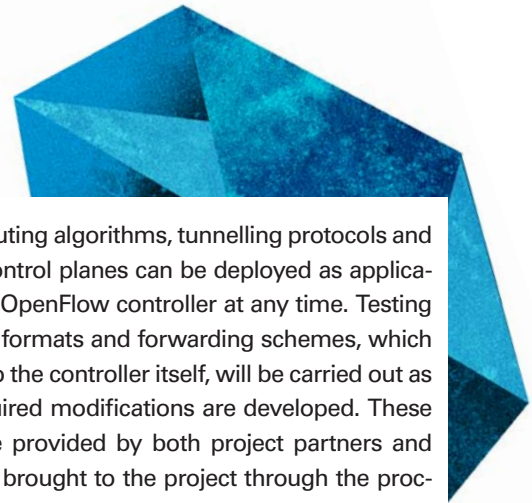 uting algorithms, tunnelling protocols and
ontrol planes can be deployed as applica-
OpenFlow controller at any time. Testing
formats and forwarding schemes, which
o the controller itself, will be carried out as
uired modifications are developed. These
e provided by both project partners and
brought to the project through the proc-